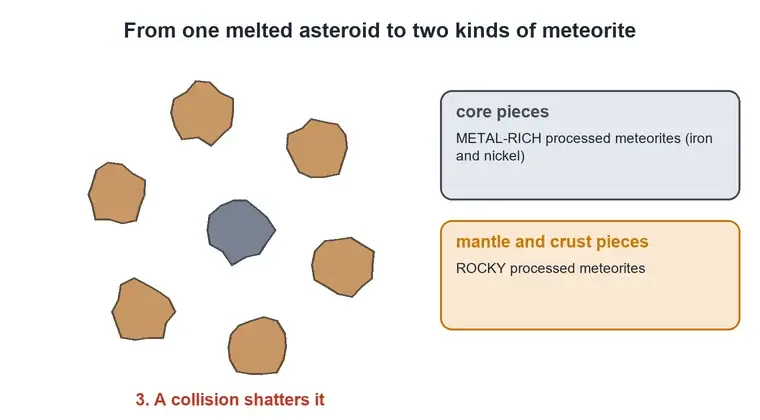 From one melted asteroid to two kinds of meteorite
core pieces
METAL-RICH processed meteorites (iron
and nickel)
mantle and crust pieces
ROCKY processed meteorites
3. A collision shatters it